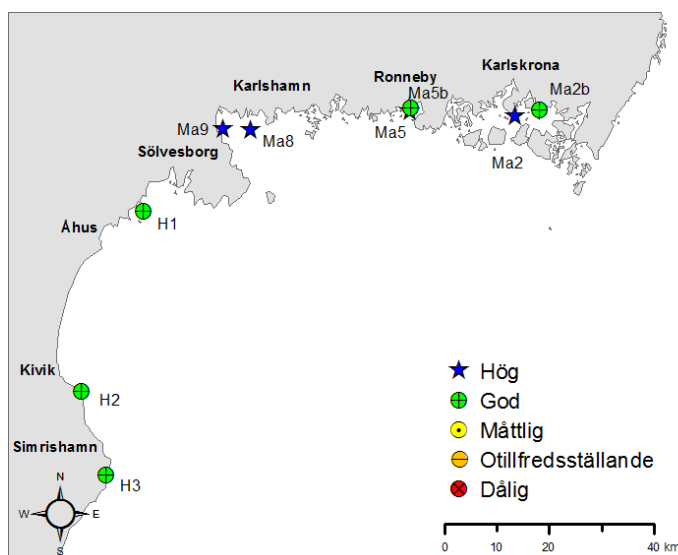 Karlskrona
Ronneby
Karlshamn
Ma5b
Ma2b
Ma9
Ma8
Ma5
Ma2
Sölvesborg
H1
Åhus
Kivik
H2
Simrishamn
H3
Hög
God
Måttlig
Otillfredsställande
Dålig
N
W
E
S
0
10
20
40
km